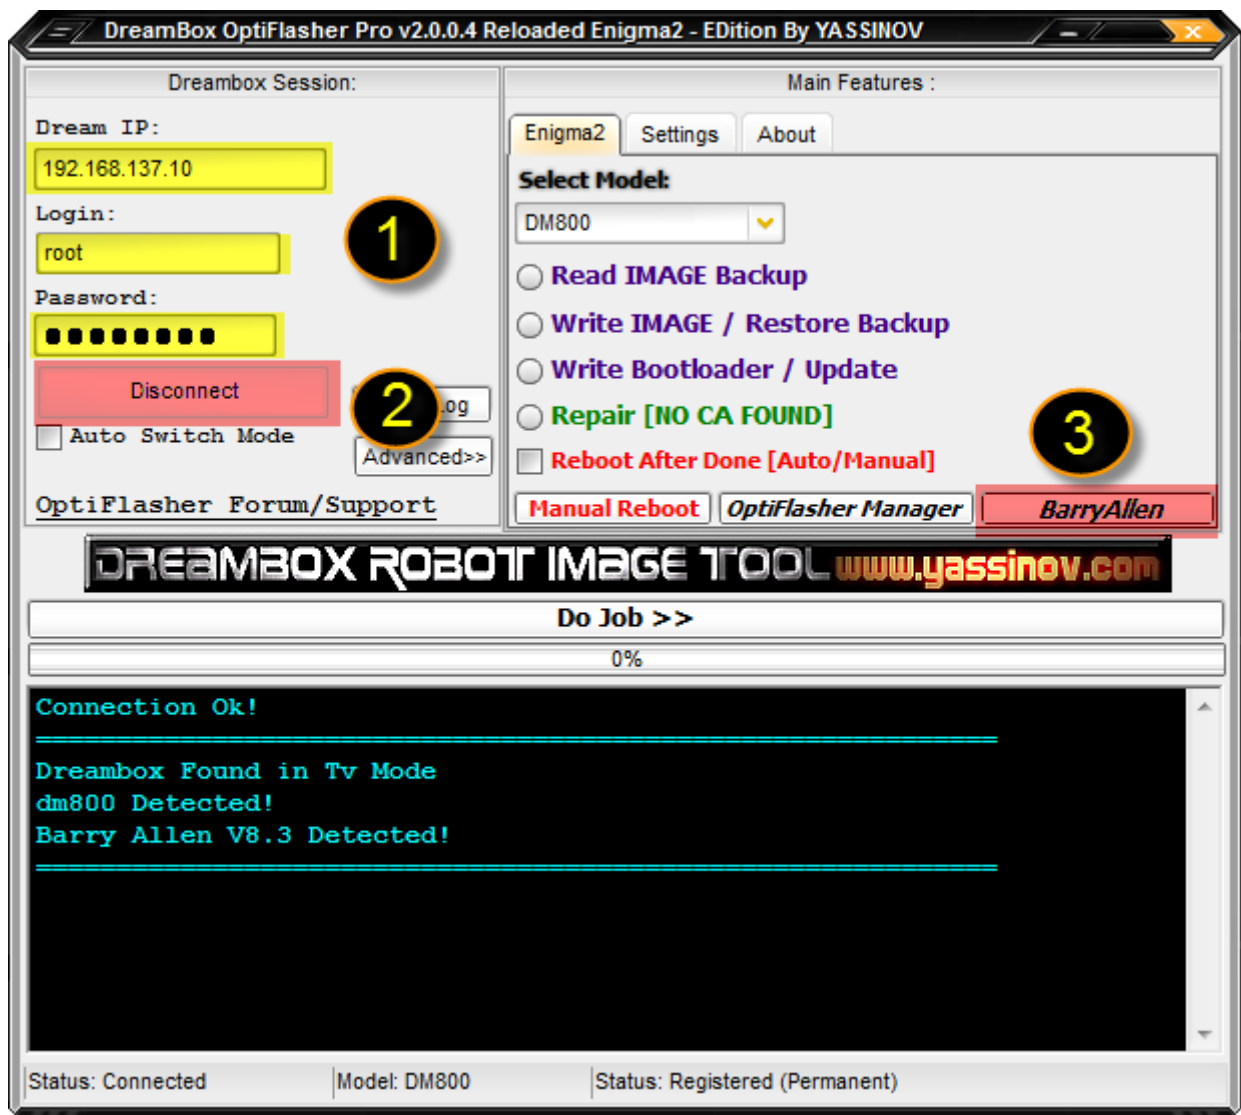 DreamBox OptiFlasher Pro v2.0.0.4 Reloaded Enigma2 - EDition By YASSINOV
Dreambox Session:
Dream IP:
192.168.137.10
Login:
root
1
Password:
Disconnect
2
og
Auto Switch Mode
Advanced>>
OptiFlasher Forum/Support
Main Features :
Enigma2 Settings About
Select Model:
DM800
Read IMAGE Backup
Write IMAGE / Restore Backup
Write Bootloader / Update
Repair [NO CA FOUND]
3
Reboot After Done [Auto/Manual]
Manual Reboot OptiFlasher Manager BarryAllen
DREAMBOX ROBOT IMAGE TOOL www.yassinov.com
Do Job >>
0%
Connection Ok!
Dreambox Found in Tv Mode
dm800 Detected!
Barry Allen V8.3 Detected!
Status: Connected Model: DM800 Status: Registered (Permanent)